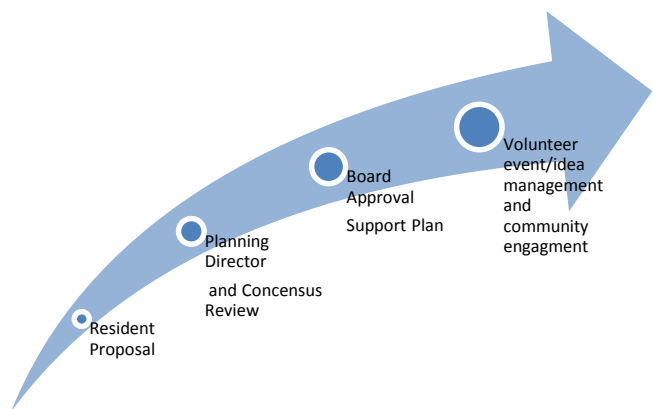 Resident
Proposal
Planning
Director
and Concensus
Review
Board
Approval
Support Plan
Volunteer
event/idea
management
and
community
engagment